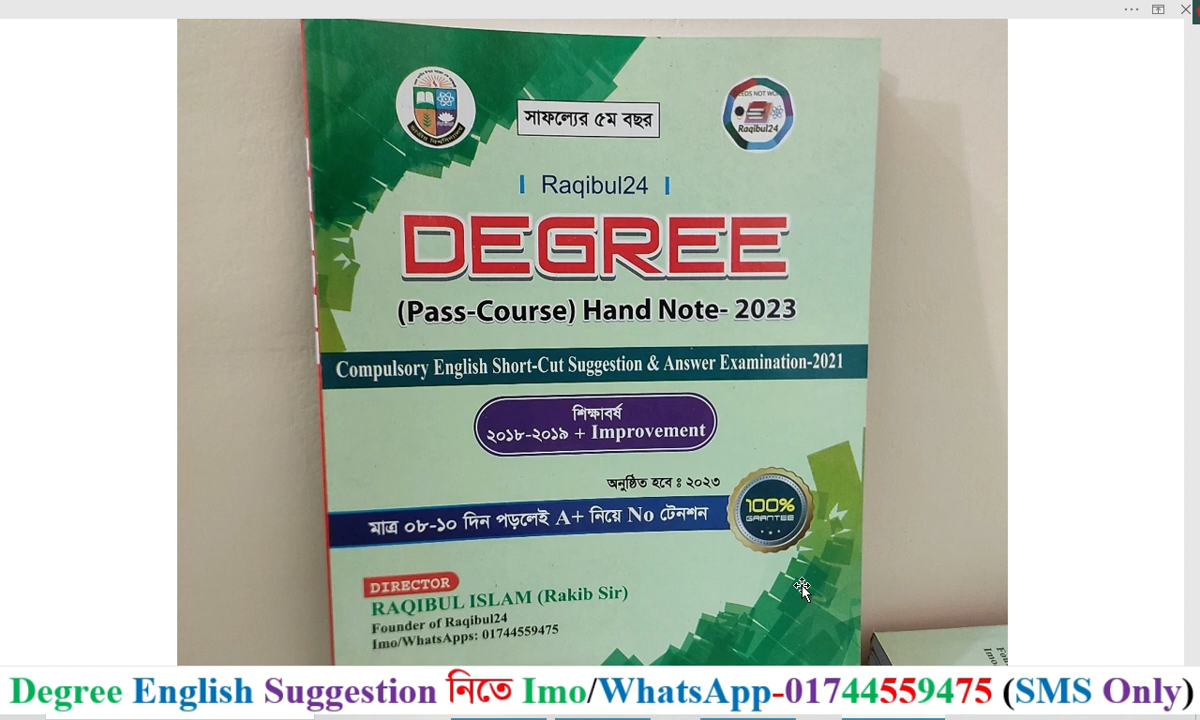 সাফল্যের ৫ম বছর
Raqibul24
Raqibul24
DEGREE
(Pass-Course) Hand Note- 2023
Compulsory English Short-Cut Suggestion & Answer Examination-2021
শিক্ষাবর্ষ
২০১৮-২০১৯ + Improvement
অনুষ্ঠিত হবে ঃ ২০২৩
মাত্র ০৮-১০ দিন পড়লেই A+ নিয়ে No টেনশন
100%
GRANTEE
DIRECTOR
RAQIBUL ISLAM (Rakib Sir)
Founder of Raqibul24
Imo/WhatsApps: 01744559475
Degree English Suggestion নিতে Imo/WhatsApp-01744559475 (SMS Only)